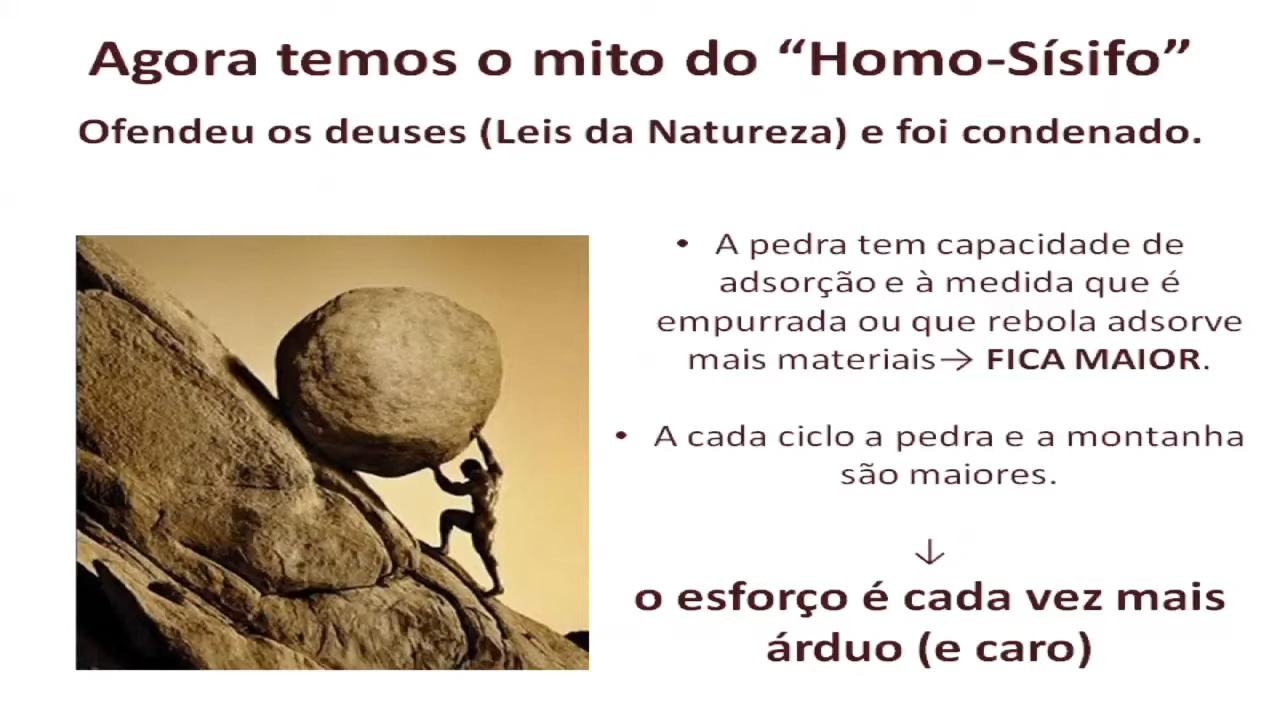 Agora temos o mito do “Homo-Sísifo”
Ofendeu os deuses (Leis da Natureza) e foi condenado.
• A pedra tem capacidade de
adsorção e à medida que é
empurrada ou que rebola adsorve
mais materiais→ FICA MAIOR.
• A cada ciclo a pedra e a montanha
são maiores.
↓
o esforço é cada vez mais
árduo (e caro)